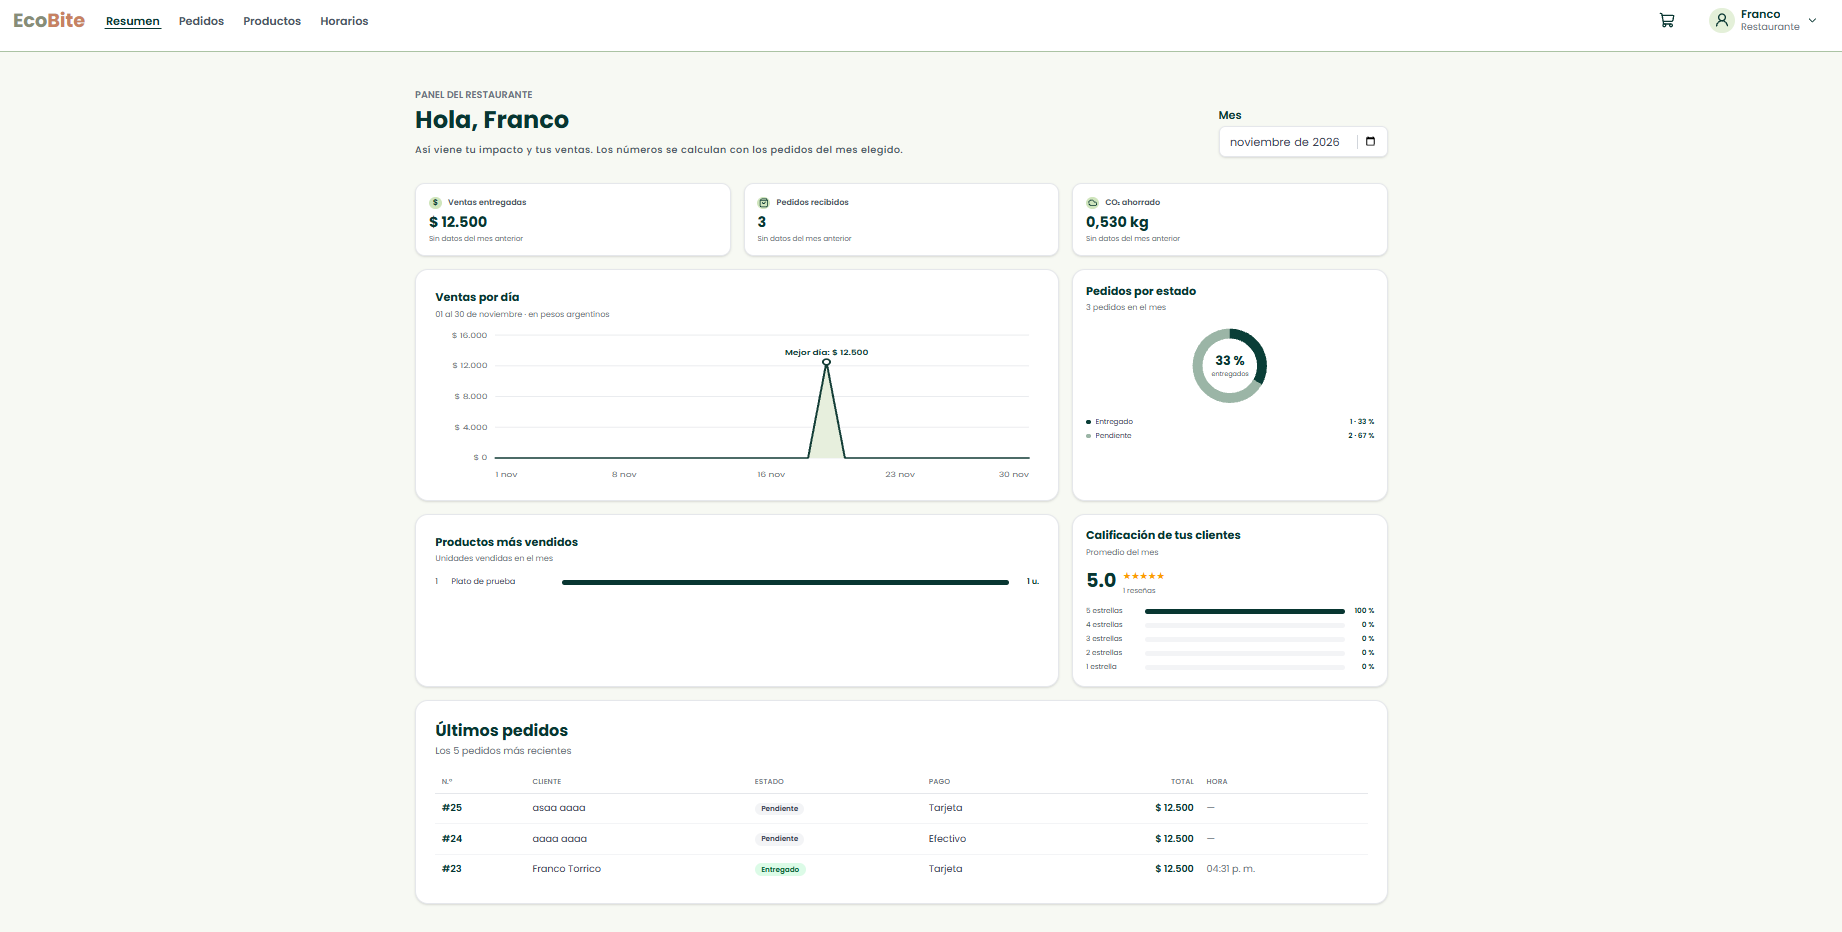 EcoBite Resumen Pedidos Productos Horarios
Franco
Restaurante
PANEL DEL RESTAURANTE
Hola, Franco
Así viene tu impacto y tus ventas. Los números se calculan con los pedidos del mes elegido.
Mes
noviembre de 2026
$ Ventas entregadas
$ 12.500
Sin datos del mes anterior
Pedidos recibidos
3
Sin datos del mes anterior
CO₂ ahorrado
0,530 kg
Sin datos del mes anterior
Ventas por día
01 al 30 de noviembre · en pesos argentinos
$ 16.000
$ 12.000
$ 8.000
$ 4.000
$ 0
Mejor día: $ 12.500
1 nov 8 nov 16 nov 23 nov 30 nov
Pedidos por estado
3 pedidos en el mes
33 %
entregados
Entregado 1 · 33 %
Pendiente 2 · 67 %
Productos más vendidos
Unidades vendidas en el mes
1 Plato de prueba 1 u.
Calificación de tus clientes
Promedio del mes
5.0 ★★★★★
1 reseñas
5 estrellas 100 %
4 estrellas 0 %
3 estrellas 0 %
2 estrellas 0 %
1 estrella 0 %
Últimos pedidos
Los 5 pedidos más recientes
N.º CLIENTE ESTADO PAGO TOTAL HORA
#25 asaa aaaa Pendiente Tarjeta $ 12.500 —
#24 aaaa aaaa Pendiente Efectivo $ 12.500 —
#23 Franco Torrico Entregado Tarjeta $ 12.500 04:31 p. m.